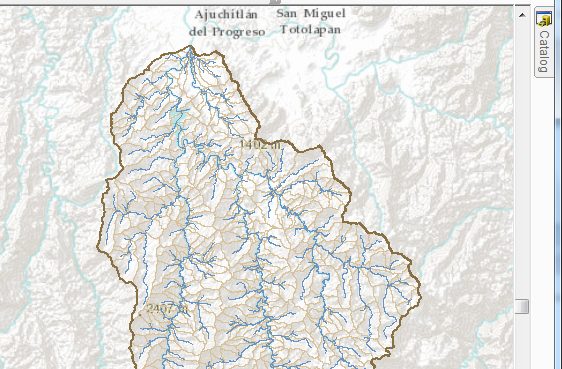 Ajuchitlán
del Progreso
San Miguel
Totolapan
1402 m
2407 m
Catalog